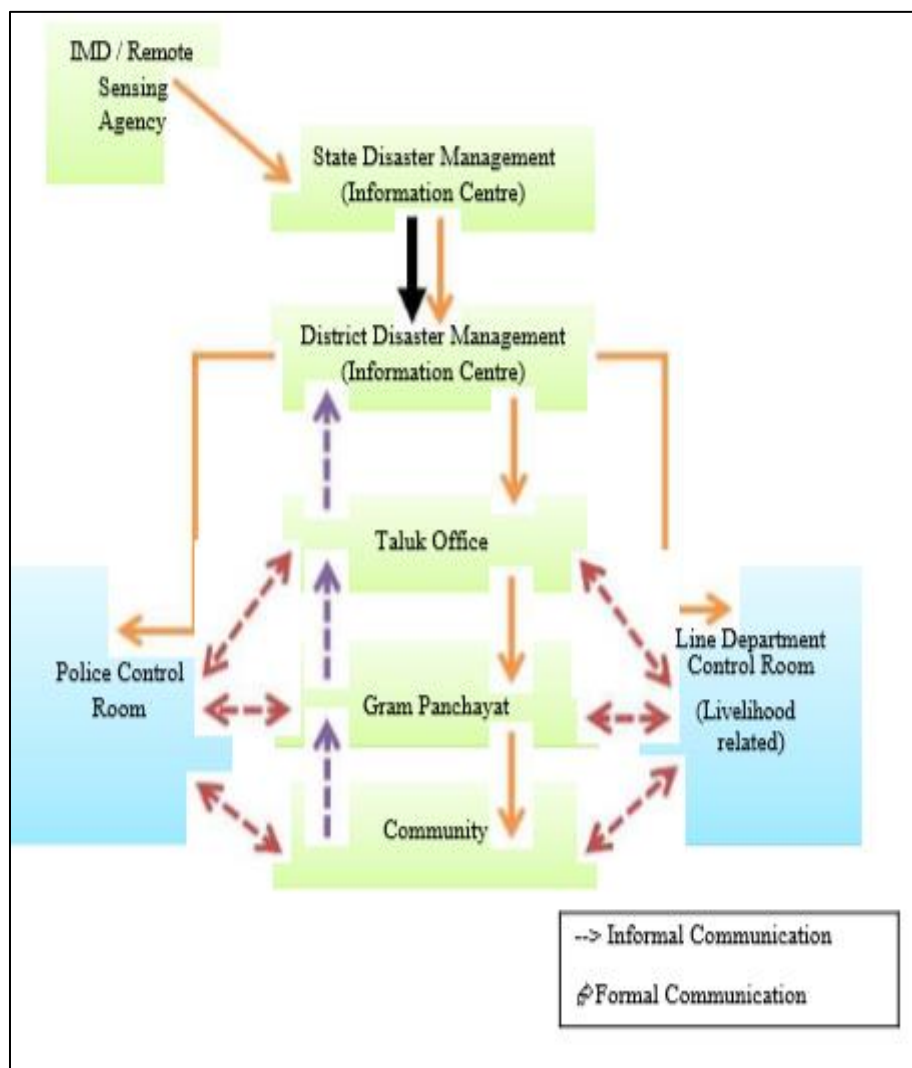 IMD / Remote
Sensing
Agency
State Disaster Management
(Information Centre)
District Disaster Management
(Information Centre)
Taluk Office
Police Control
Room
Gram Panchayat
Line Department
Control Room
(Livelihood
related)
Community
--> Informal Communication
Formal Communication